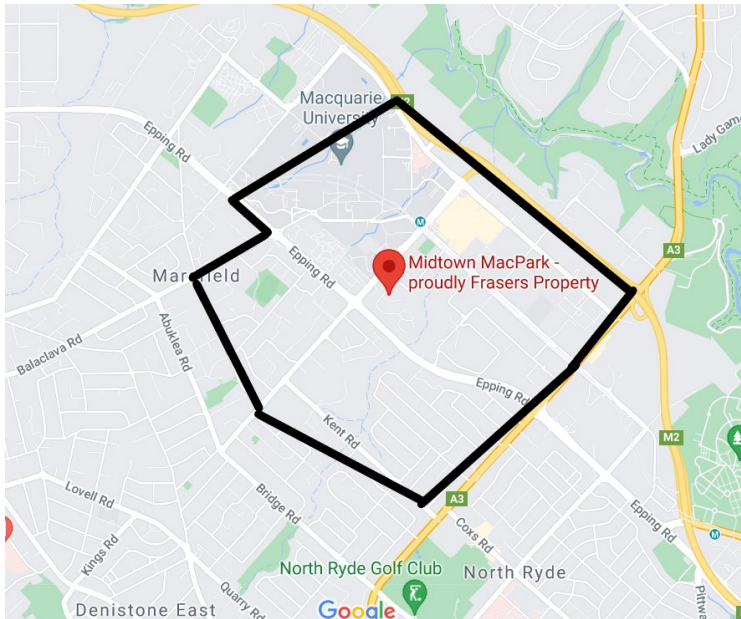 M2
Macquarie
University
Epping Rd
Lady Game
M
A3
Midtown MacPark -
proudly Frasers Property
Marsfield
Epping Rd
Balaclava Rd
Abuklea Rd
Epping Rd
Kent Rd
M2
Lovell Rd
Bridge Rd
A3
Epping Rd
Coxs Rd
M
Kings Rd
Quarry Rd
North Ryde Golf Club
North Ryde
Pittwa
Denistone East
Google